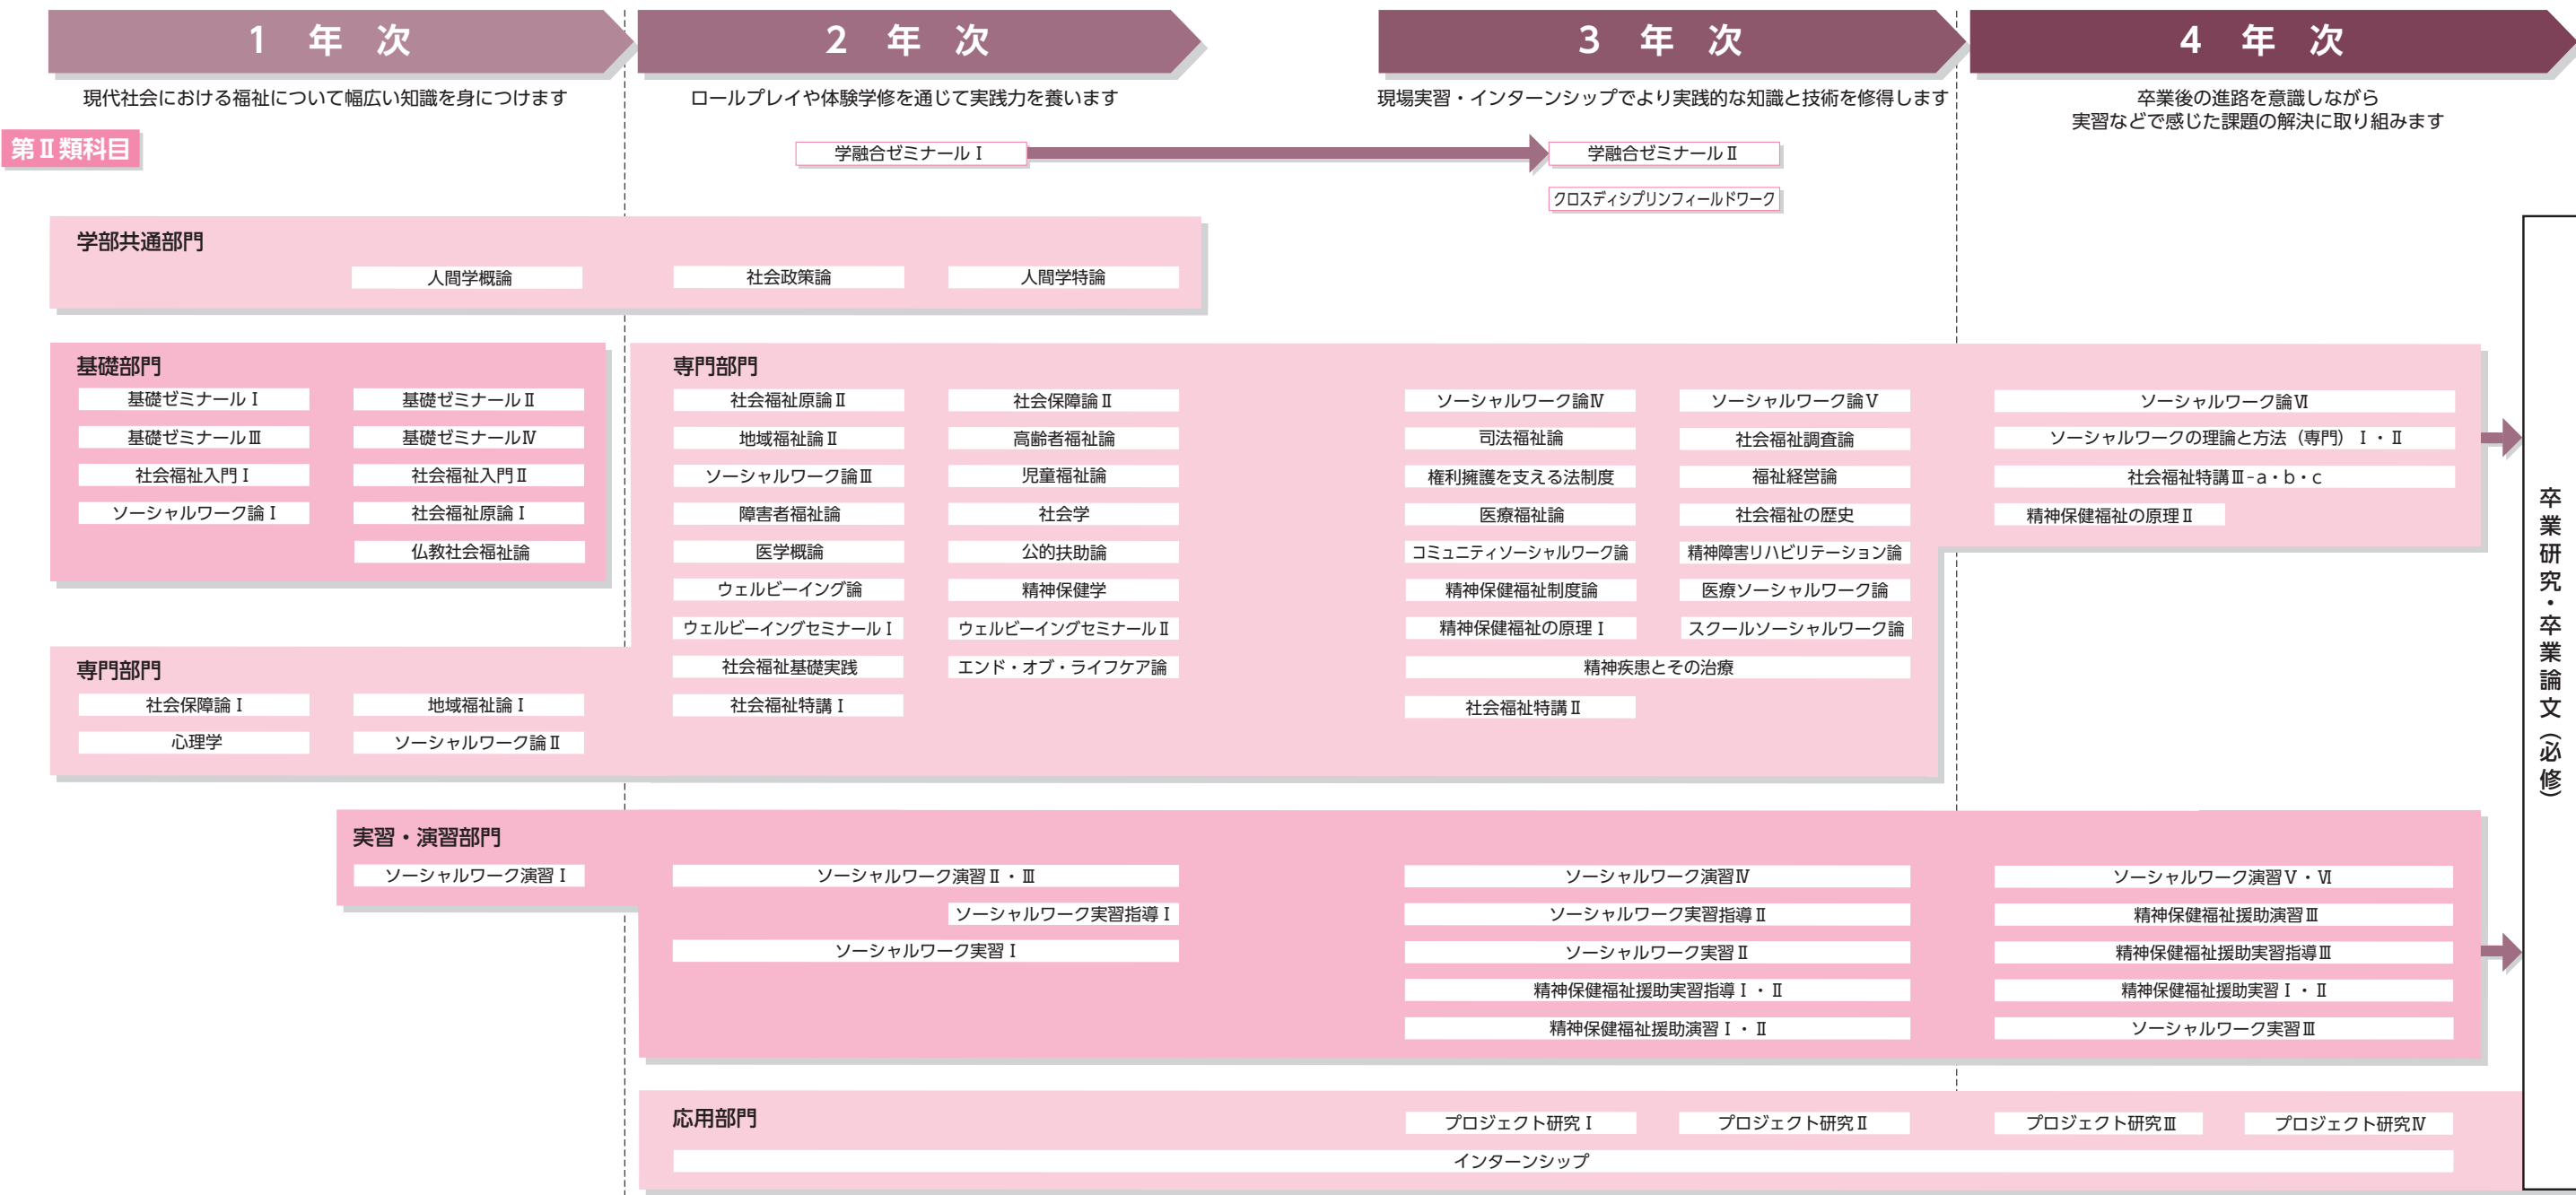 1 年 次
2 年 次
3 年 次
4 年 次
現代社会における福祉について幅広い知識を身につけます
ロールプレイや体験学修を通じて実践力を養います
現場実習・インターンシップでより実践的な知識と技術を修得します
卒業後の進路を意識しながら
実習などで感じた課題の解決に取り組みます
第Ⅱ類科目
学融合ゼミナールⅠ
学融合ゼミナールⅡ
クロスディシプリンフィールドワーク
学部共通部門
人間学概論
社会政策論
人間学特論
基礎部門
基礎ゼミナールⅠ
基礎ゼミナールⅡ
基礎ゼミナールⅢ
基礎ゼミナールⅣ
社会福祉入門Ⅰ
社会福祉入門Ⅱ
ソーシャルワーク論Ⅰ
社会福祉原論Ⅰ
仏教社会福祉論
専門部門
社会保障論Ⅰ
地域福祉論Ⅰ
心理学
ソーシャルワーク論Ⅱ
専門部門
社会福祉原論Ⅱ
社会保障論Ⅱ
地域福祉論Ⅱ
高齢者福祉論
ソーシャルワーク論Ⅲ
児童福祉論
障害者福祉論
社会学
医学概論
公的扶助論
ウェルビーイング論
精神保健学
ウェルビーイングセミナールⅠ
ウェルビーイングセミナールⅡ
社会福祉基礎実践
エンド・オブ・ライフケア論
社会福祉特講Ⅰ
ソーシャルワーク論Ⅳ
ソーシャルワーク論Ⅴ
司法福祉論
社会福祉調査論
権利擁護を支える法制度
福祉経営論
医療福祉論
社会福祉の歴史
コミュニティソーシャルワーク論
精神障害リハビリテーション論
精神保健福祉制度論
医療ソーシャルワーク論
精神保健福祉の原理Ⅰ
スクールソーシャルワーク論
精神疾患とその治療
社会福祉特講Ⅱ
ソーシャルワーク論Ⅵ
ソーシャルワークの理論と方法（専門）Ⅰ・Ⅱ
社会福祉特講Ⅲ-a・b・c
精神保健福祉の原理Ⅱ
実習・演習部門
ソーシャルワーク演習Ⅰ
ソーシャルワーク演習Ⅱ・Ⅲ
ソーシャルワーク実習指導Ⅰ
ソーシャルワーク実習Ⅰ
ソーシャルワーク演習Ⅳ
ソーシャルワーク実習指導Ⅱ
ソーシャルワーク実習Ⅱ
精神保健福祉援助実習指導Ⅰ・Ⅱ
精神保健福祉援助演習Ⅰ・Ⅱ
ソーシャルワーク演習Ⅴ・Ⅵ
精神保健福祉援助演習Ⅲ
精神保健福祉援助実習指導Ⅲ
精神保健福祉援助実習Ⅰ・Ⅱ
ソーシャルワーク実習Ⅲ
応用部門
プロジェクト研究Ⅰ
プロジェクト研究Ⅱ
プロジェクト研究Ⅲ
プロジェクト研究Ⅳ
インターンシップ
卒業研究・卒業論文（必修）